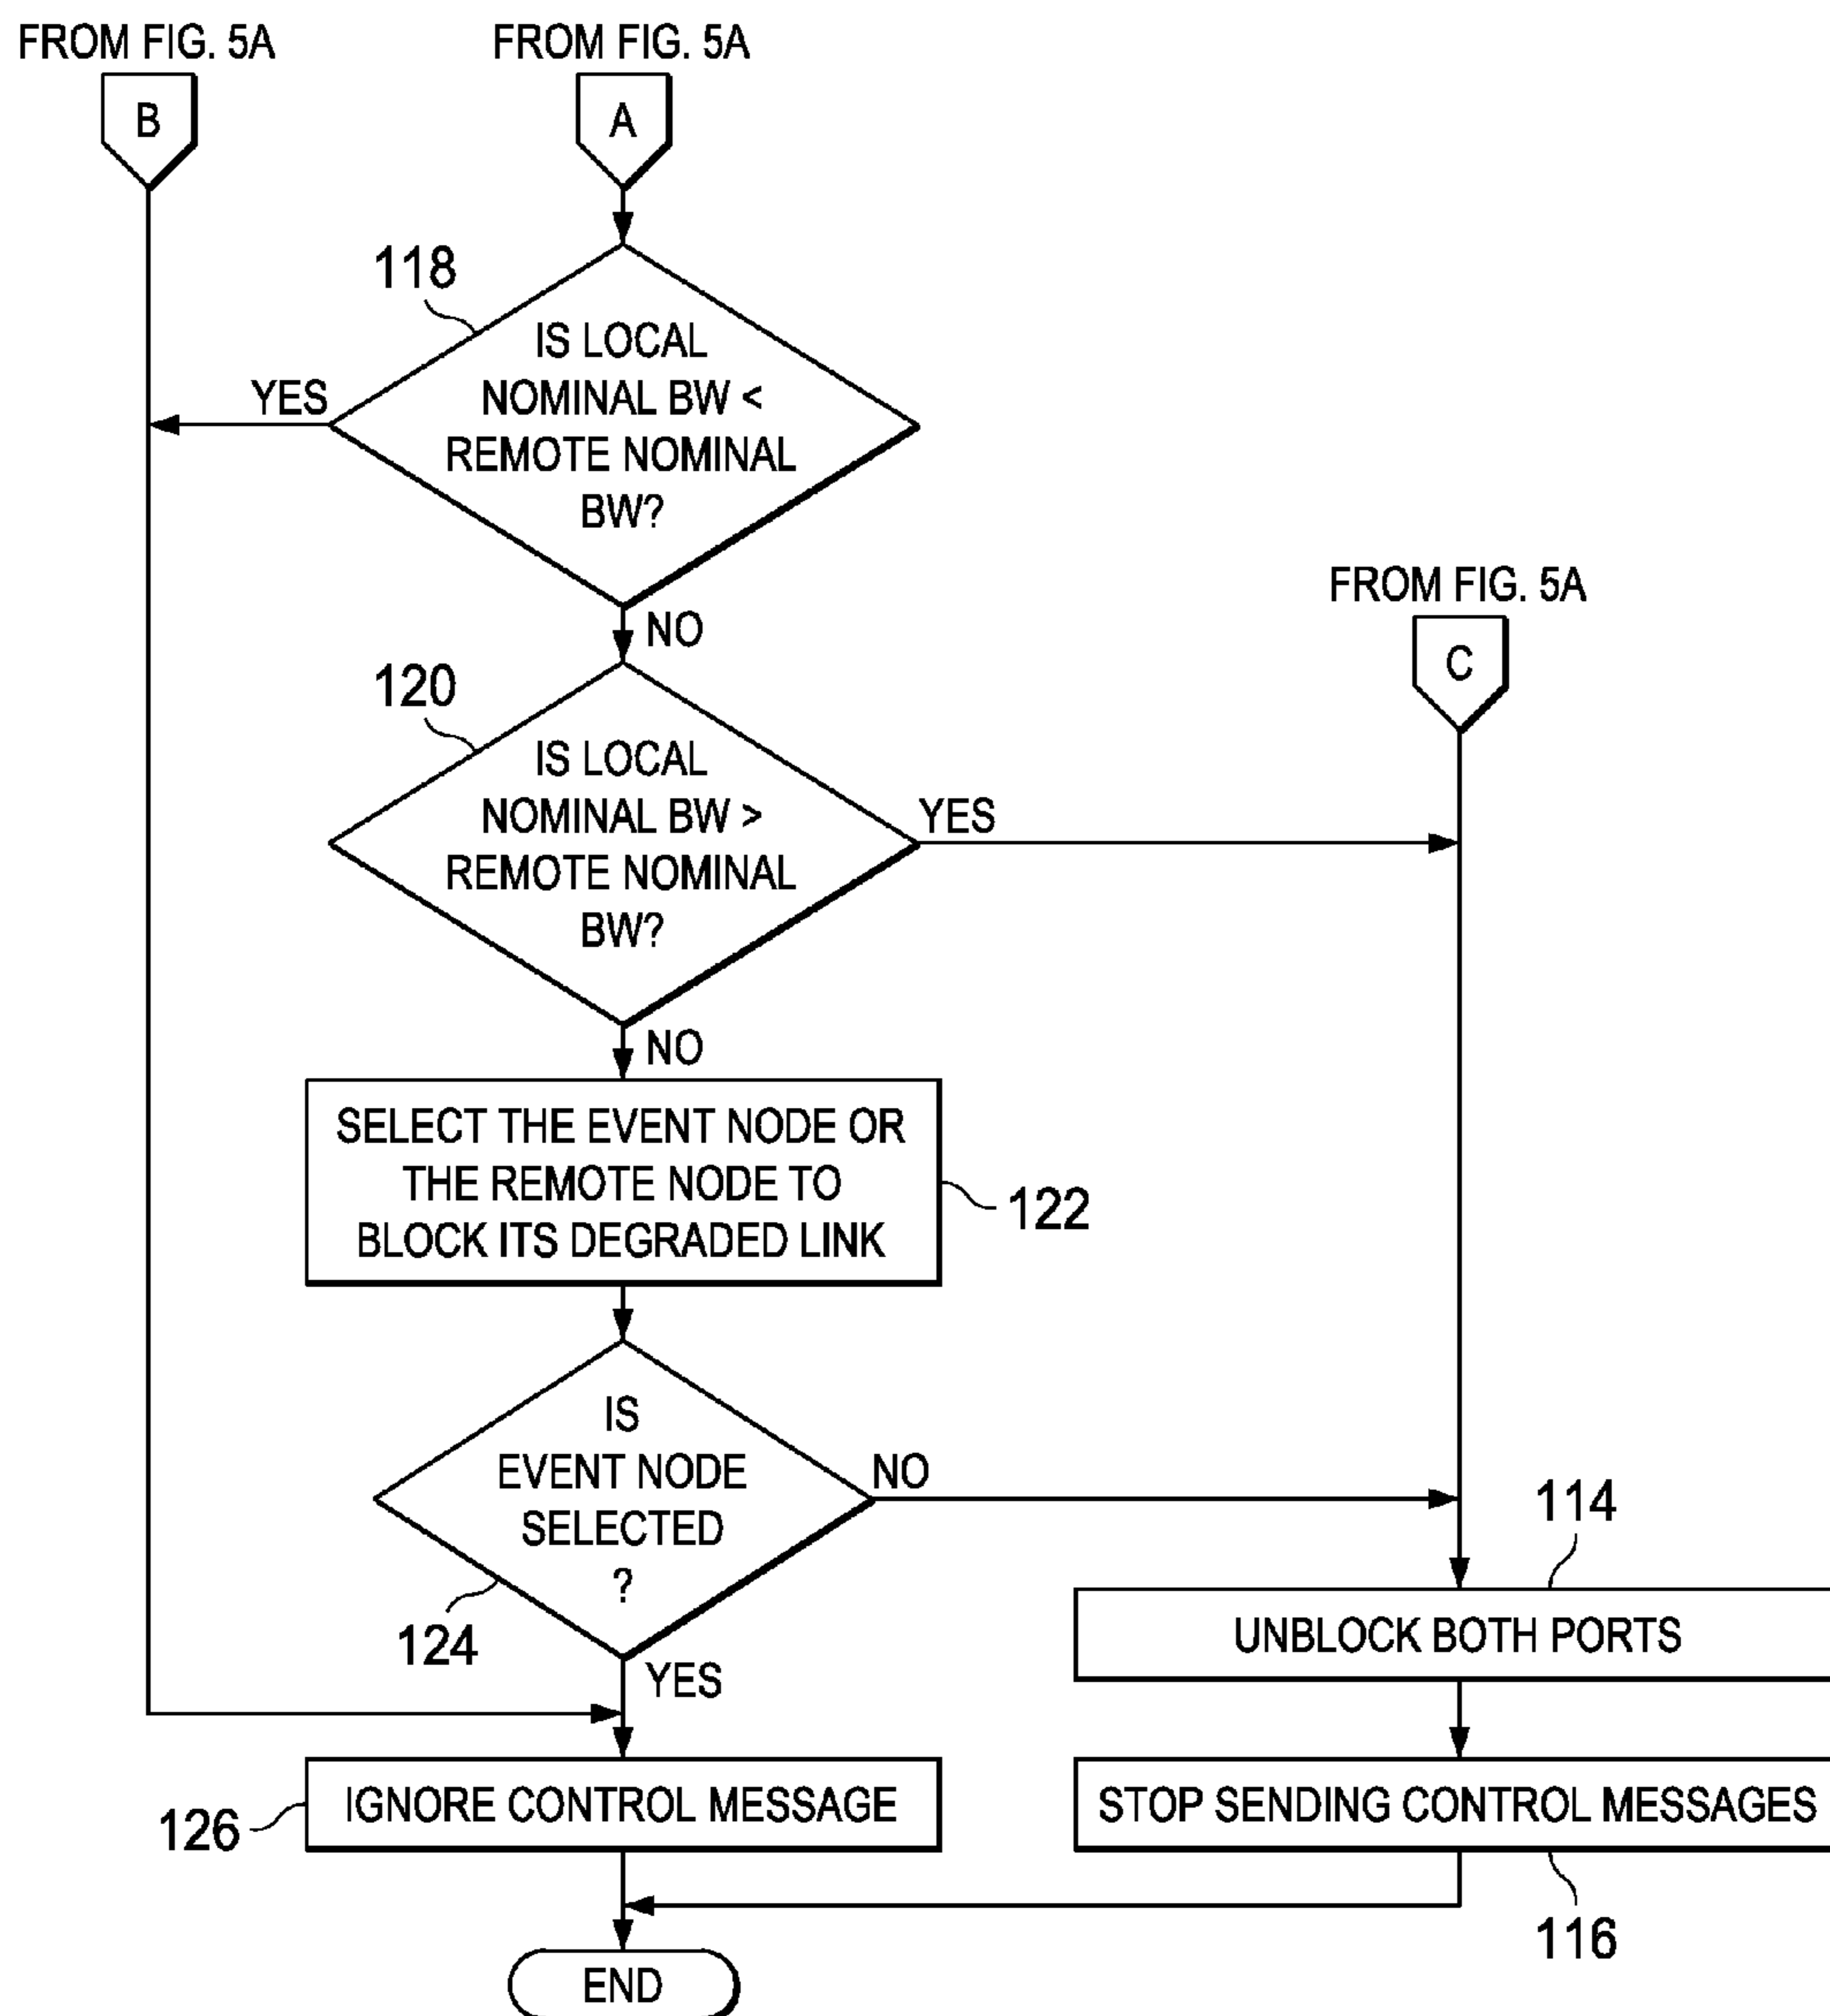 FROM FIG. 5A
B
FROM FIG. 5A
A
118
IS LOCAL
NOMINAL BW <
REMOTE NOMINAL
BW?
YES
NO
FROM FIG. 5A
C
120
IS LOCAL
NOMINAL BW >
REMOTE NOMINAL
BW?
YES
NO
SELECT THE EVENT NODE OR
THE REMOTE NODE TO
BLOCK ITS DEGRADED LINK
122
IS
EVENT NODE
SELECTED
?
NO
124
YES
114
UNBLOCK BOTH PORTS
IGNORE CONTROL MESSAGE
126
STOP SENDING CONTROL MESSAGES
116
END